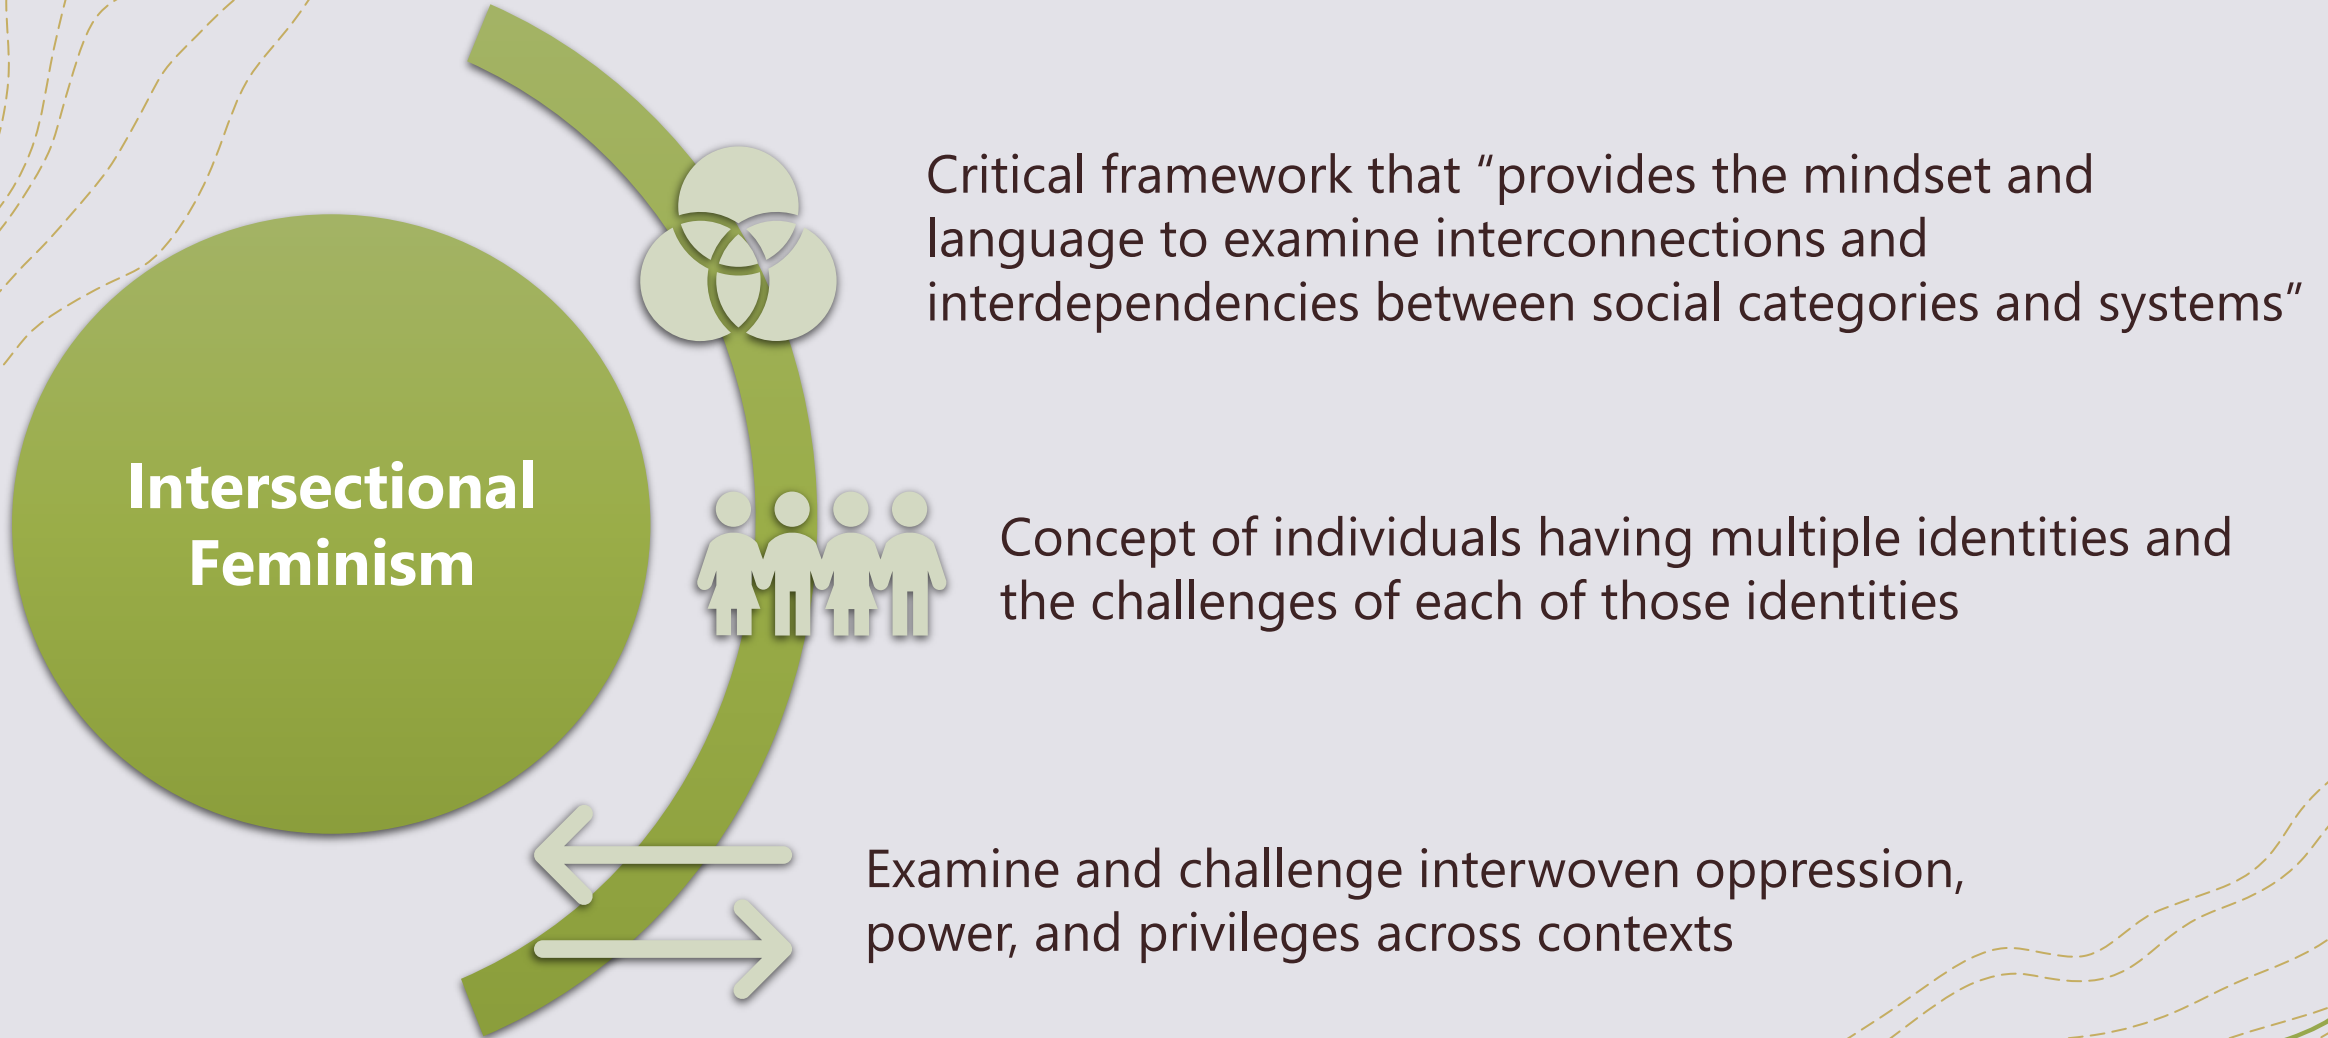 Intersectional
Feminism
Critical framework that “provides the mindset and
language to examine interconnections and
interdependencies between social categories and systems”
Concept of individuals having multiple identities and
the challenges of each of those identities
Examine and challenge interwoven oppression,
power, and privileges across contexts